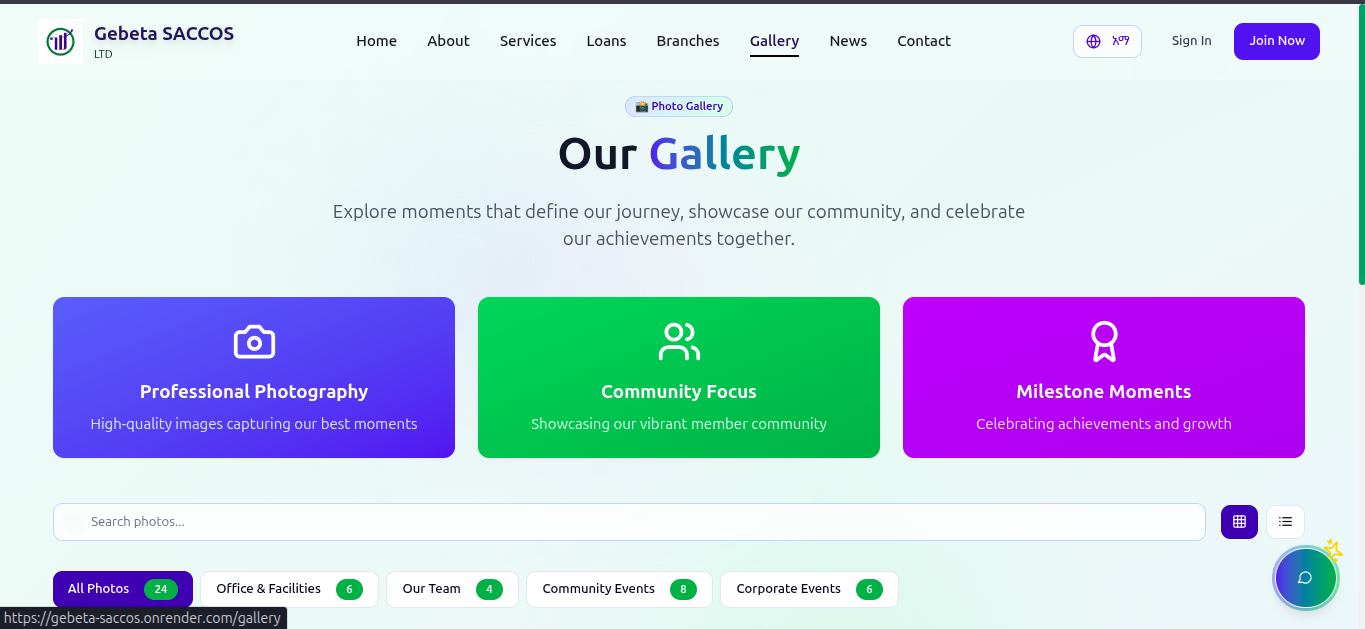 Gebeta SACCOS
LTD
Home
About
Services
Loans
Branches
Gallery
News
Contact
አማ
Sign In
Join Now
📸 Photo Gallery
Our Gallery
Explore moments that define our journey, showcase our community, and celebrate
our achievements together.
Professional Photography
High-quality images capturing our best moments
Community Focus
Showcasing our vibrant member community
Milestone Moments
Celebrating achievements and growth
Search photos...
All Photos 24
Office & Facilities 6
Our Team 4
Community Events 8
Corporate Events 6
https://gebeta-saccos.onrender.com/gallery